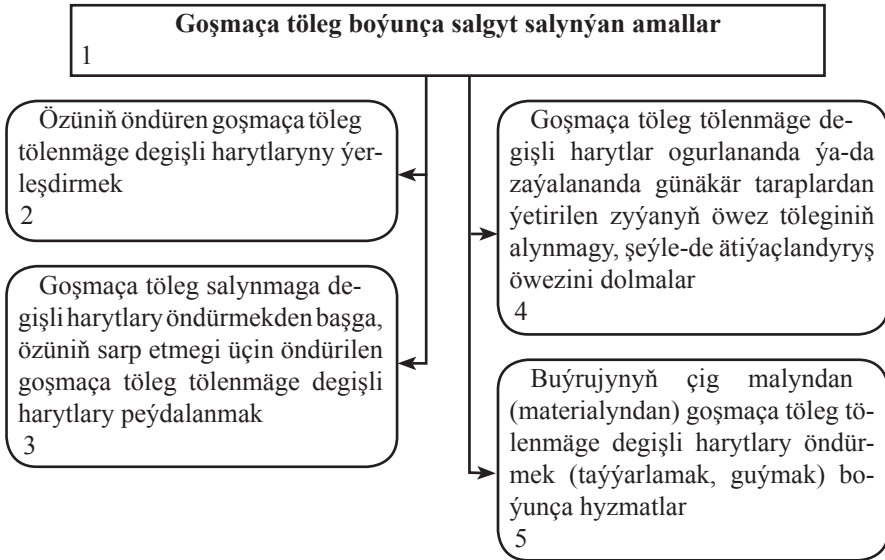 Goşmaça töleg boýunça salgyt salynýan amallar
1
Özüniň öndüren goşmaça töleg
tölenmäge degişli harytlaryny ýer-
leşdirmek
2
Goşmaça töleg salynmaga de-
gişli harytlary öndürmekden başga,
özüniň sarp etmegi üçin öndürilen
goşmaça töleg tölenmäge degişli
harytlary peýdalanmak
3
Goşmaça töleg tölenmäge de-
gişli harytlar ogurlananda ýa-da
zaýalananda günäkär taraplardan
ýetirilen zyýanyň öwez töleginiň
alynmagy, şeýle-de ätiýaçlandyryş
öwezini dolmalar
4
Buýrujynyň çig malyndan
(materialyndan) goşmaça töleg tö-
lenmäge degişli harytlary öndür-
mek (taýýarlamak, guýmak) bo-
ýunça hyzmatlar
5